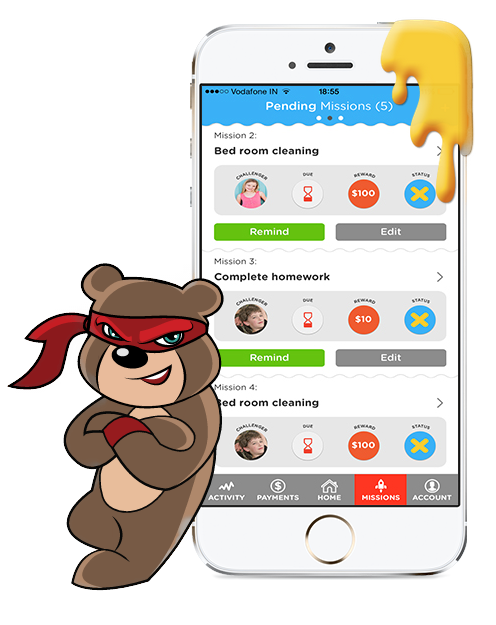 Vodafone IN 18:55
Pending Missions (5)
Mission 2:
Bed room cleaning
CHALLENGER DUE REWARD STATUS
$100
Remind Edit
Mission 3:
Complete homework
CHALLENGER DUE REWARD STATUS
$10
Remind Edit
Mission 4:
Bed room cleaning
CHALLENGER DUE REWARD STATUS
$100
ACTIVITY PAYMENTS HOME MISSIONS ACCOUNT